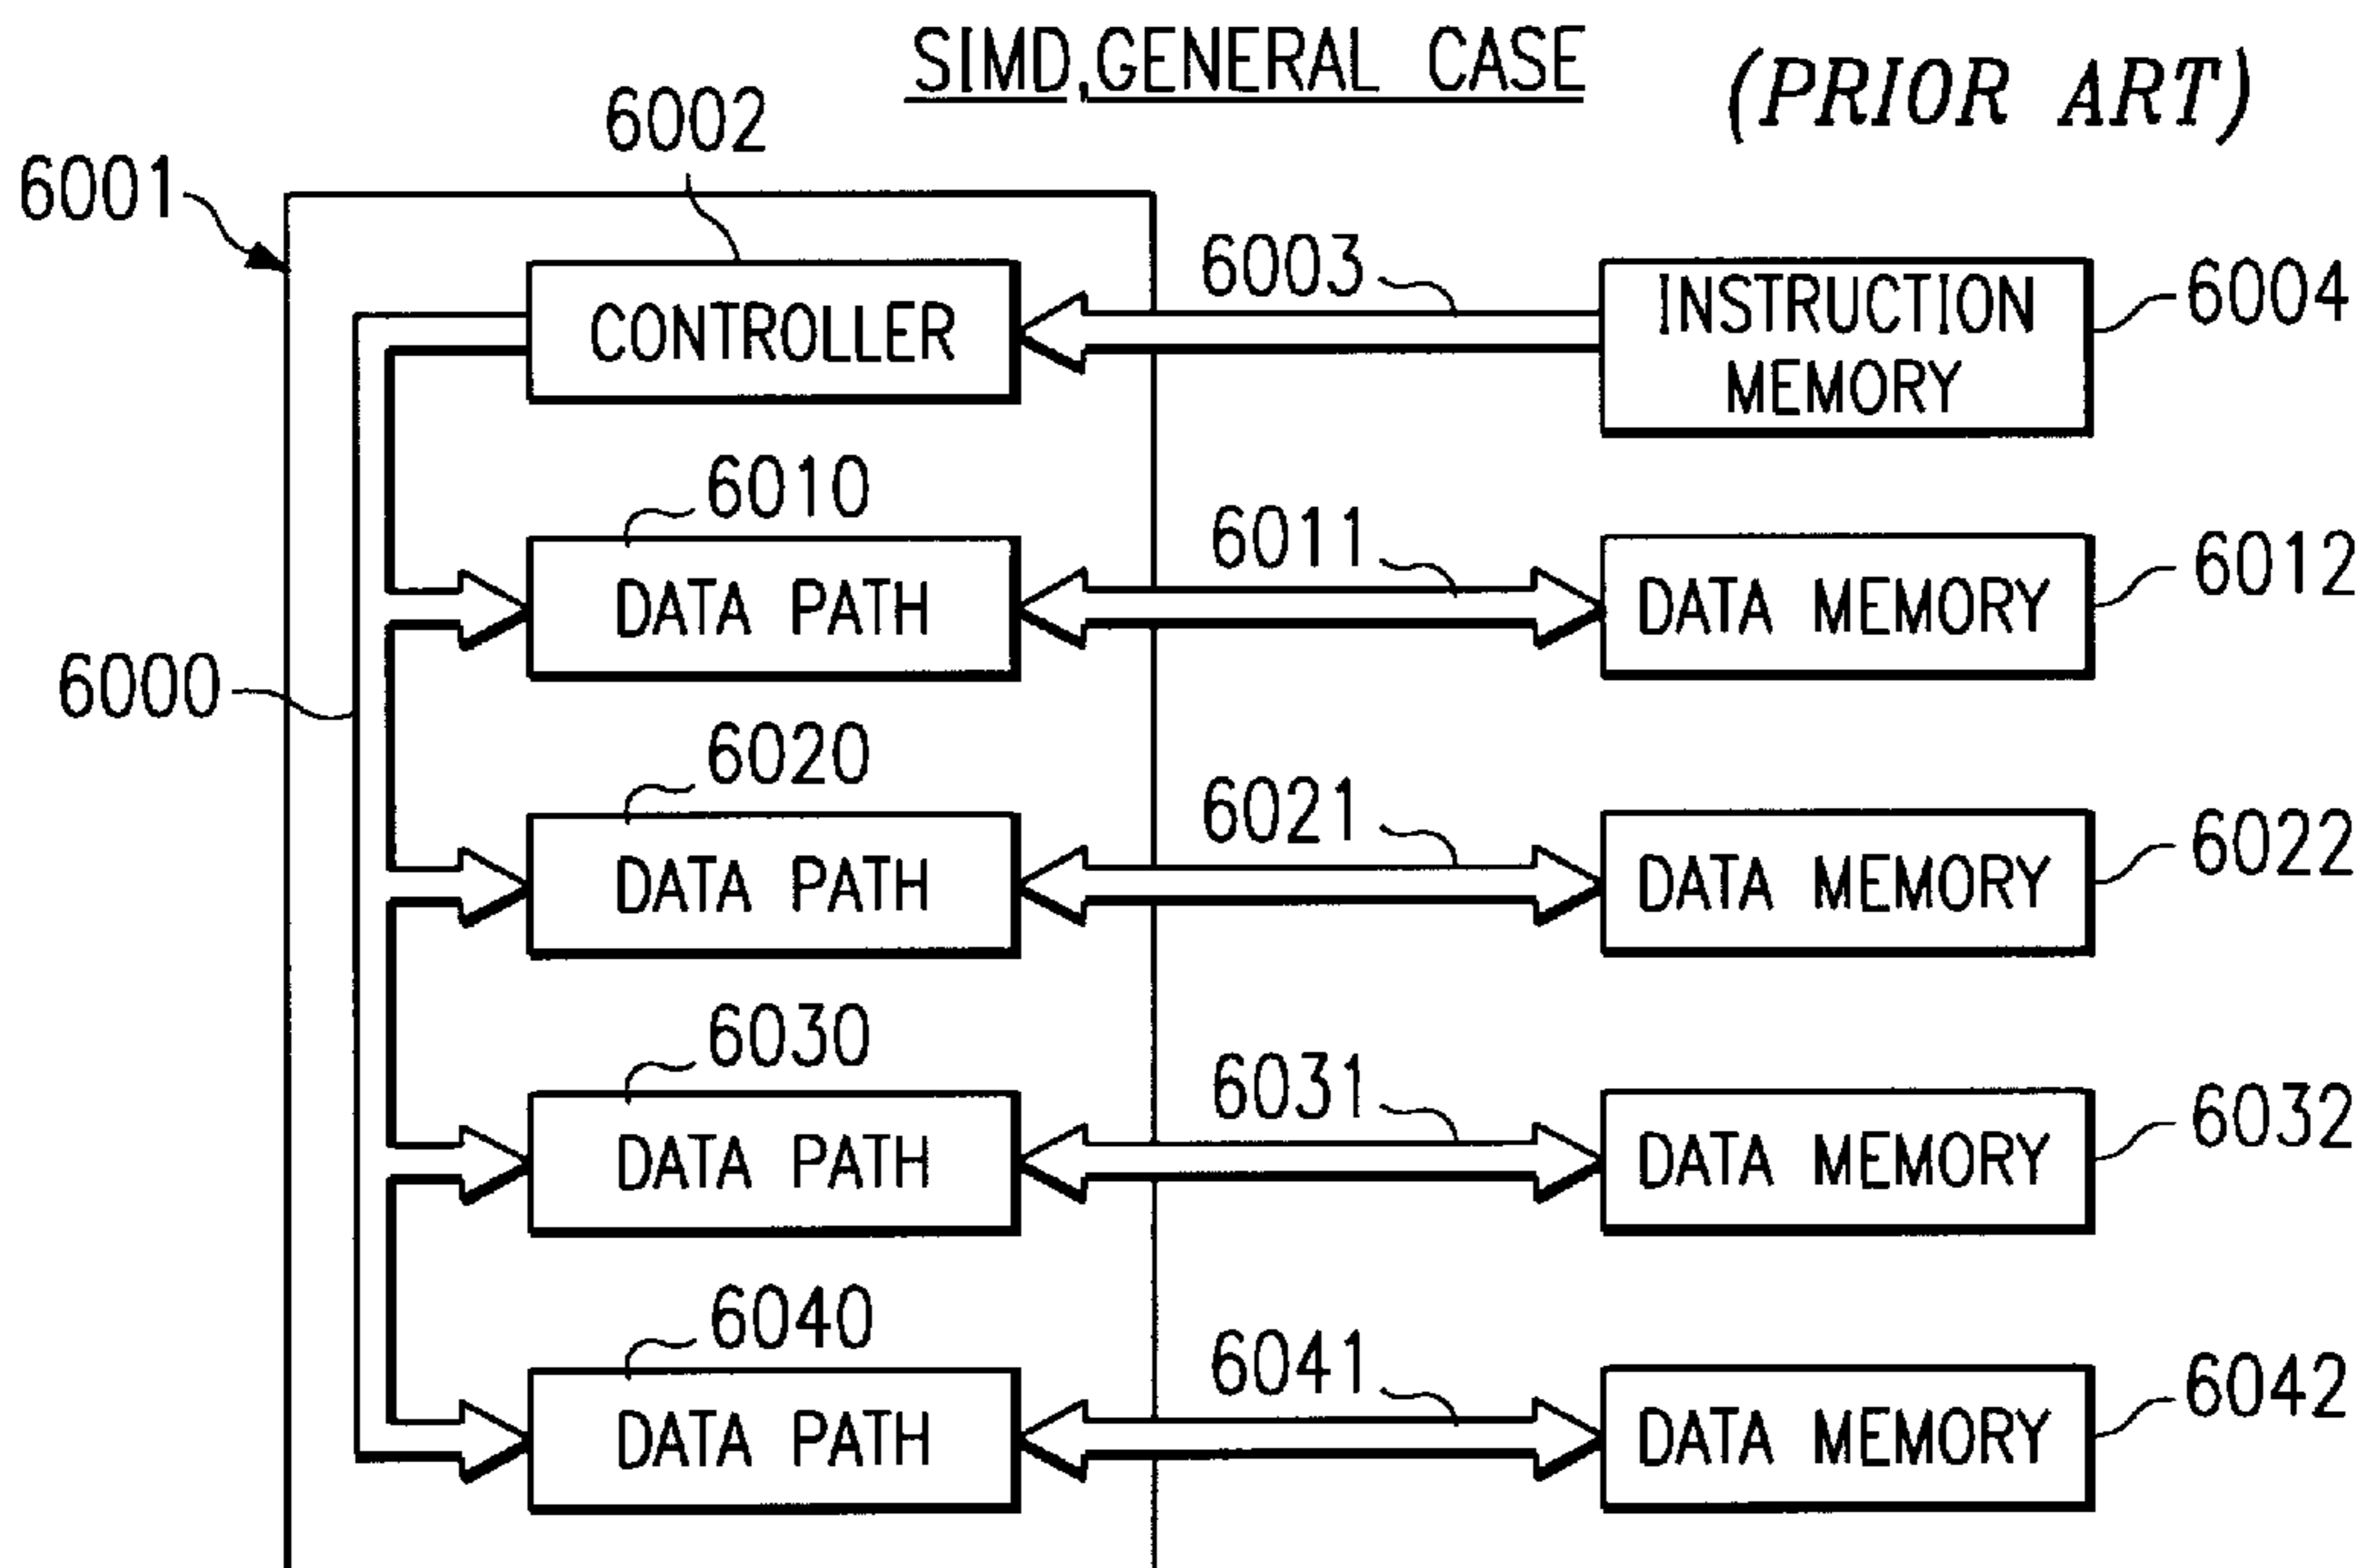 SIMD,GENERAL CASE
(PRIOR ART)
6002
6001
6003
CONTROLLER
INSTRUCTION
MEMORY
6004
6010
6011
DATA PATH
DATA MEMORY
6012
6000
6020
6021
DATA PATH
DATA MEMORY
6022
6030
6031
DATA PATH
DATA MEMORY
6032
6040
6041
DATA PATH
DATA MEMORY
6042